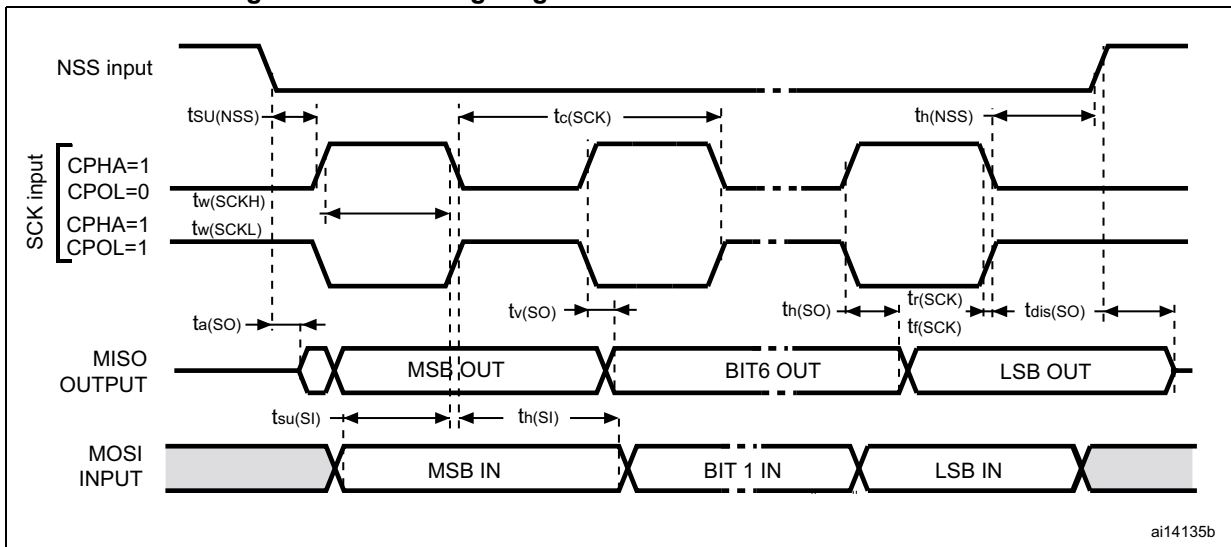 NSS input
tSU(NSS)
tc(SCK)
th(NSS)
SCK input
CPHA=1
CPOL=0
tw(SCKH)
CPHA=1
tw(SCKL)
CPOL=1
ta(SO)
tv(SO)
th(SO)
tr(SCK)
tf(SCK)
tdis(SO)
MISO
OUTPUT
MSB OUT
BIT6 OUT
LSB OUT
tsu(SI)
th(SI)
MOSI
INPUT
MSB IN
BIT 1 IN
LSB IN
ai14135b